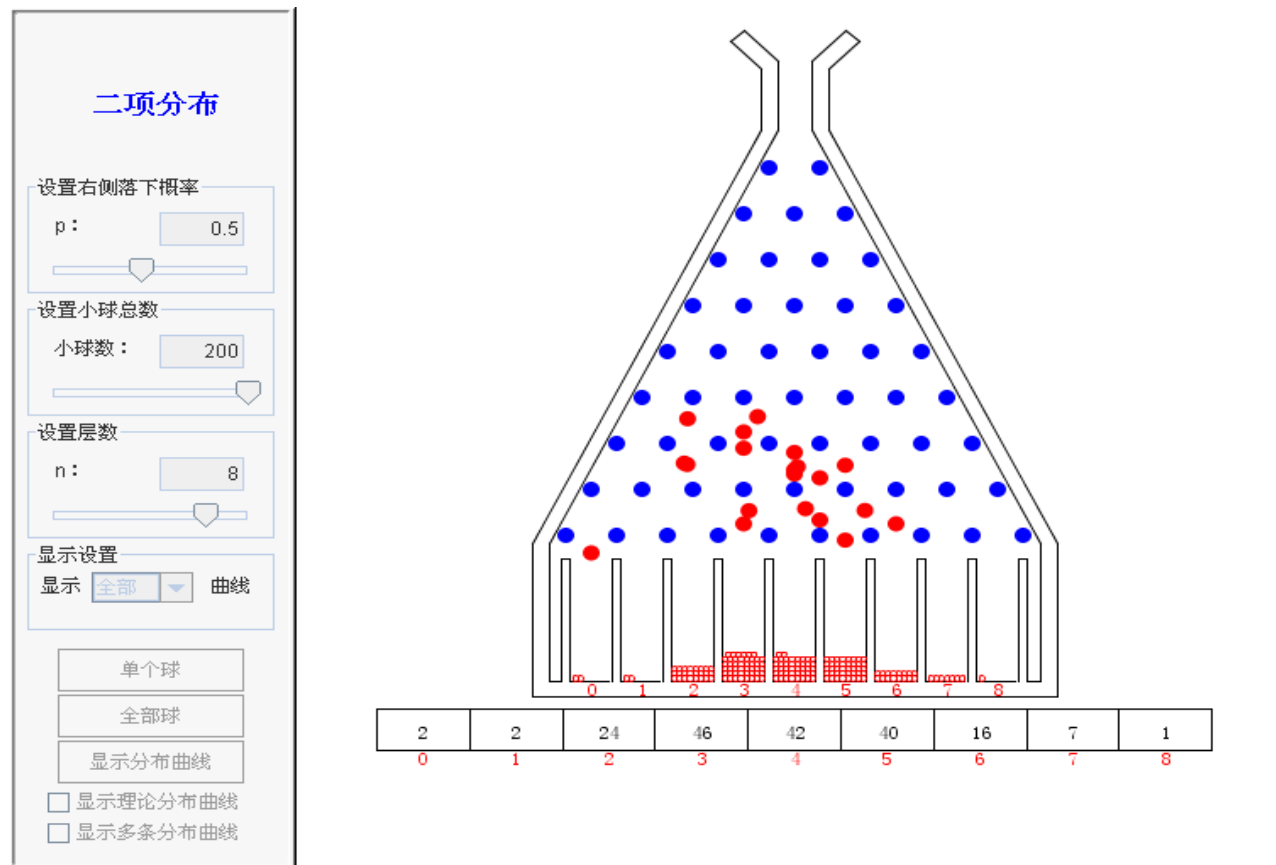 二项分布
设置右侧落下概率
p： 0.5
设置小球总数
小球数： 200
设置层数
n： 8
显示设置
显示 全部 曲线
单个球
全部球
显示分布曲线
显示理论分布曲线
显示多条分布曲线
0 1 2 3 4 5 6 7 8
2 2 24 46 42 40 16 7 1
0 1 2 3 4 5 6 7 8